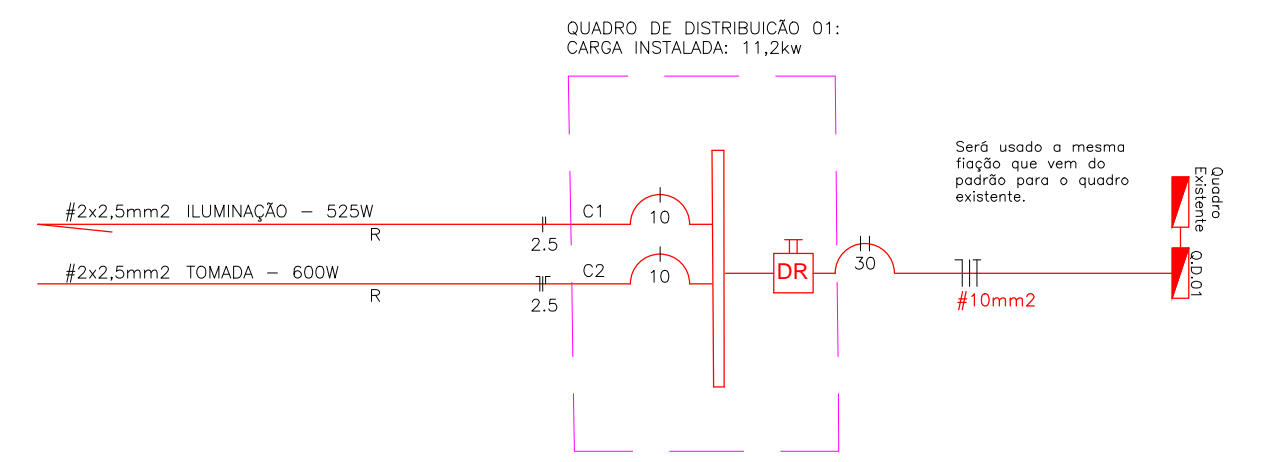 QUADRO DE DISTRIBUICÃO 01:
CARGA INSTALADA: 11,2kw
Será usado a mesma
fiação que vem do
padrão para o quadro
existente.
Quadro
Existente
#2x2,5mm2 ILUMINAÇÃO - 525W
R
2.5
C1
10
#2x2,5mm2 TOMADA - 600W
R
2.5
C2
10
DR
30
#10mm2
Q.D.01